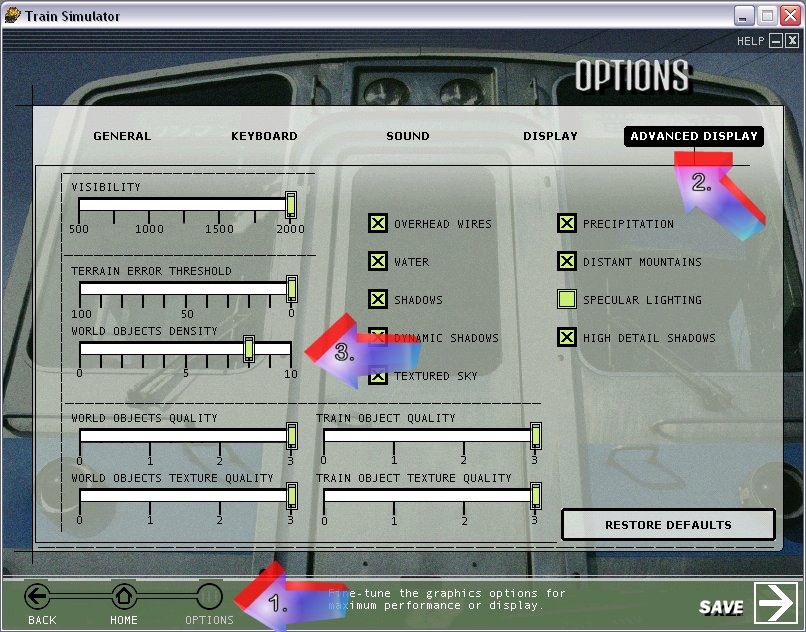 Train Simulator
HELP
OPTIONS
GENERAL KEYBOARD SOUND DISPLAY ADVANCED DISPLAY
2.
VISIBILITY
500 1000 1500 2000
TERRAIN ERROR THRESHOLD
100 50 0
WORLD OBJECTS DENSITY
0 5 10
3.
OVERHEAD WIRES
WATER
SHADOWS
DYNAMIC SHADOWS
TEXTURED SKY
PRECIPITATION
DISTANT MOUNTAINS
SPECULAR LIGHTING
HIGH DETAIL SHADOWS
WORLD OBJECTS QUALITY
0 1 2 3
TRAIN OBJECT QUALITY
0 1 2 3
WORLD OBJECTS TEXTURE QUALITY
0 1 2 3
TRAIN OBJECT TEXTURE QUALITY
0 1 2 3
RESTORE DEFAULTS
BACK HOME OPTIONS
1.
Fine-tune the graphics options for
maximum performance or display.
SAVE